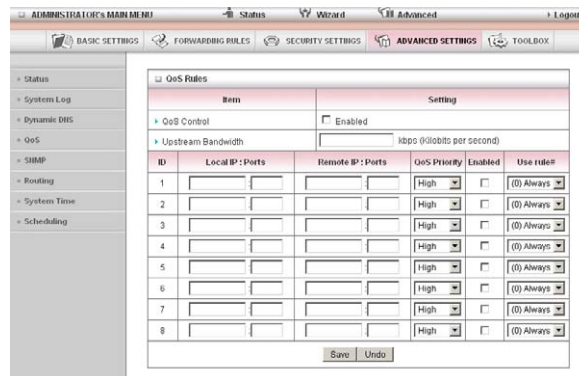 ADMINISTRATOR's MAIN MENU Status Wizard Advanced Logout
BASIC SETTINGS FORWARDING RULES SECURITY SETTINGS ADVANCED SETTINGS TOOLBOX
Status
System Log
Dynamic DNS
QoS
SNMP
Routing
System Time
Scheduling
QoS Rules
Item Setting
QoS Control Enabled
Upstream Bandwidth kbps (Kilobits per second)
ID Local IP : Ports Remote IP : Ports QoS Priority Enabled Use rule#
1 : : High (0) Always
2 : : High (0) Always
3 : : High (0) Always
4 : : High (0) Always
5 : : High (0) Always
6 : : High (0) Always
7 : : High (0) Always
8 : : High (0) Always
Save Undo